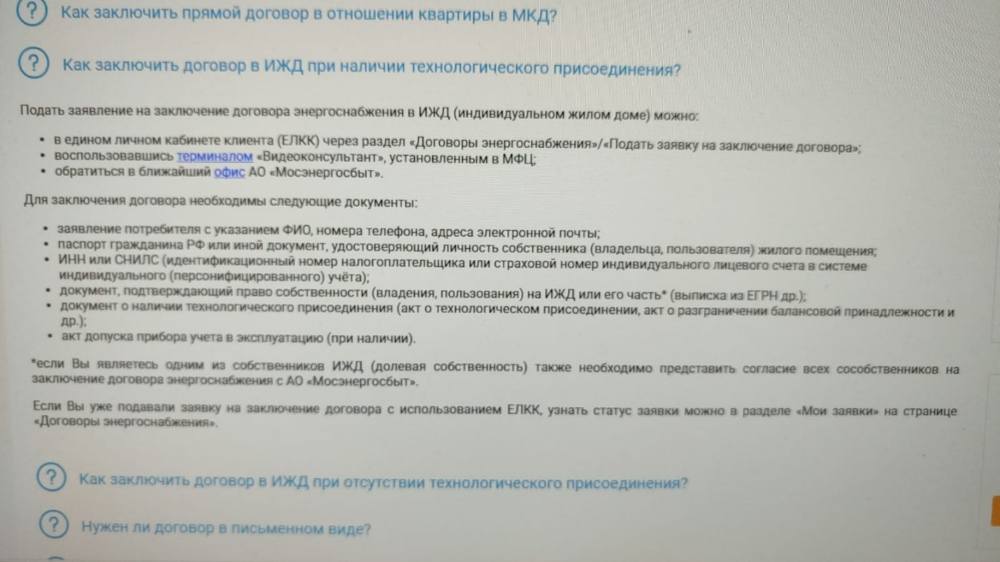 Как заключить прямой договор в отношении квартиры в МКД?
Как заключить договор в ИЖД при наличии технологического присоединения?
Подать заявление на заключение договора энергоснабжения в ИЖД (индивидуальном жилом доме) можно:
• в едином личном кабинете клиента (ЕЛКК) через раздел «Договоры энергоснабжения»/«Подать заявку на заключение договора»;
• воспользовавшись терминалом «Видеоконсультант», установленным в МФЦ;
• обратиться в ближайший офис АО «Мосэнергосбыт».
Для заключения договора необходимы следующие документы:
• заявление потребителя с указанием ФИО, номера телефона, адреса электронной почты;
• паспорт гражданина РФ или иной документ, удостоверяющий личность собственника (владельца, пользователя) жилого помещения;
• ИНН или СНИЛС (идентификационный номер налогоплательщика или страховой номер индивидуального лицевого счета в системе
индивидуального (персонифицированного) учёта);
• документ, подтверждающий право собственности (владения, пользования) на ИЖД или его часть* (выписка из ЕГРН др.);
• документ о наличии технологического присоединения (акт о технологическом присоединении, акт о разграничении балансовой принадлежности и
др.);
• акт допуска прибора учета в эксплуатацию (при наличии).
*если Вы являетесь одним из собственников ИЖД (долевая собственность) также необходимо представить согласие всех сособственников на
заключение договора энергоснабжения с АО «Мосэнергосбыт».
Если Вы уже подавали заявку на заключение договора с использованием ЕЛКК, узнать статус заявки можно в разделе «Мои заявки» на странице
«Договоры энергоснабжения».
Как заключить договор в ИЖД при отсутствии технологического присоединения?
Нужен ли договор в письменном виде?